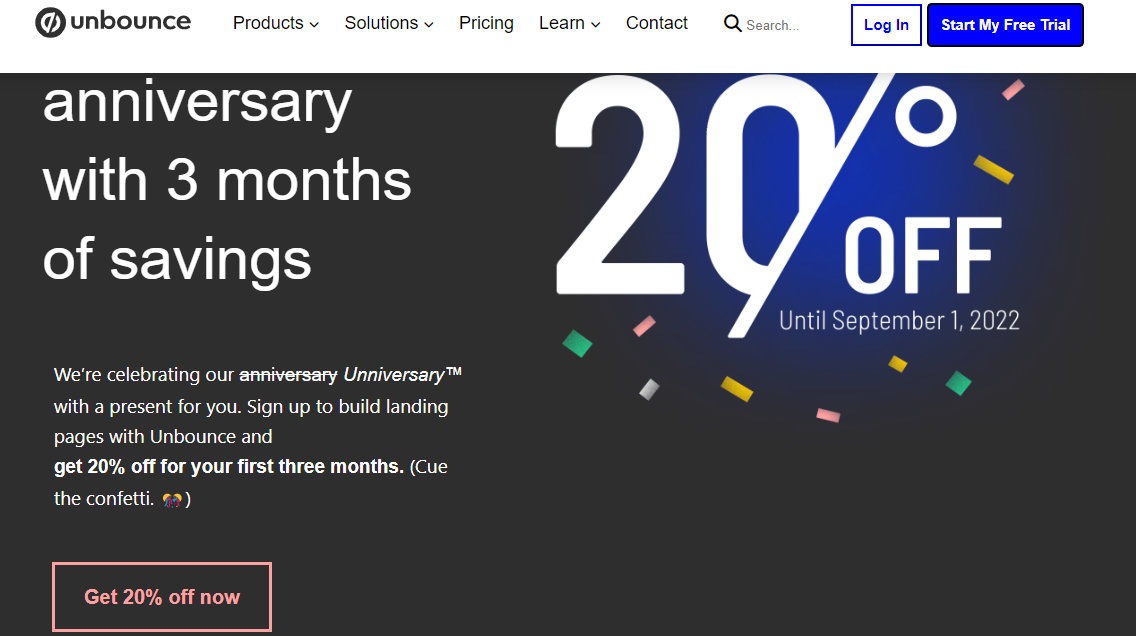 unbounce
Products
Solutions
Pricing
Learn
Contact
Search...
Log In
Start My Free Trial
anniversary
with 3 months
of savings
20%
OFF
Until September 1, 2022
We’re celebrating our anniversary Unniversary™
with a present for you. Sign up to build landing
pages with Unbounce and
get 20% off for your first three months. (Cue
the confetti. 🎊)
Get 20% off now